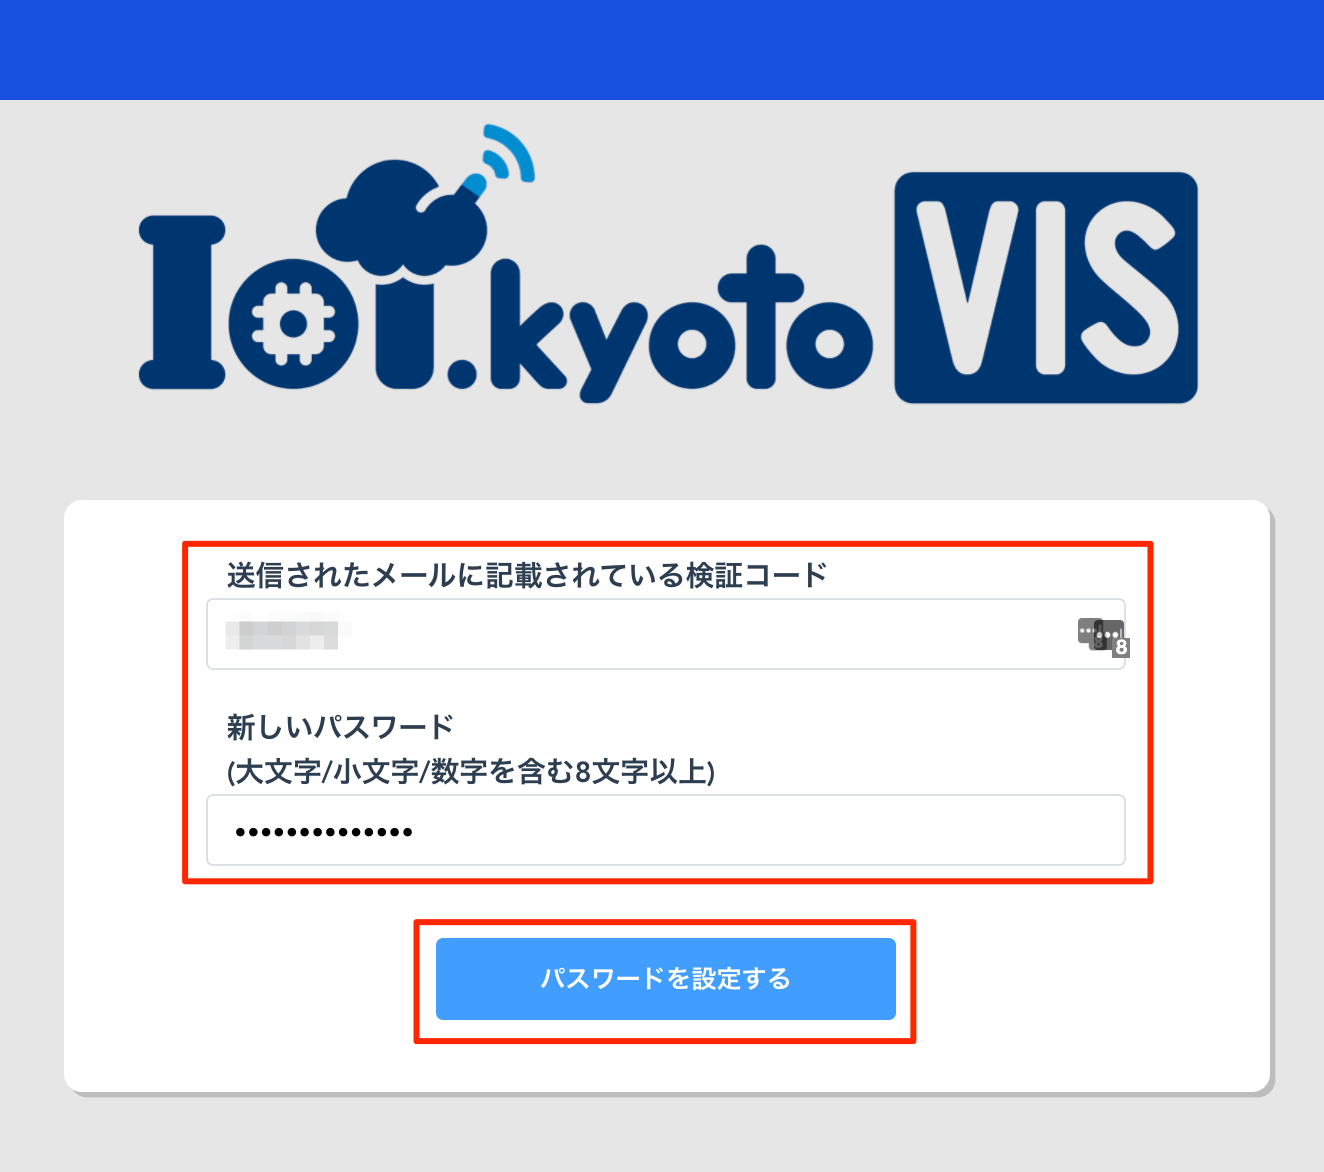 IoT.kyoto VIS
送信されたメールに記載されている検証コード
8
新しいパスワード
(大文字/小文字/数字を含む8文字以上)
••••••••••••••
パスワードを設定する